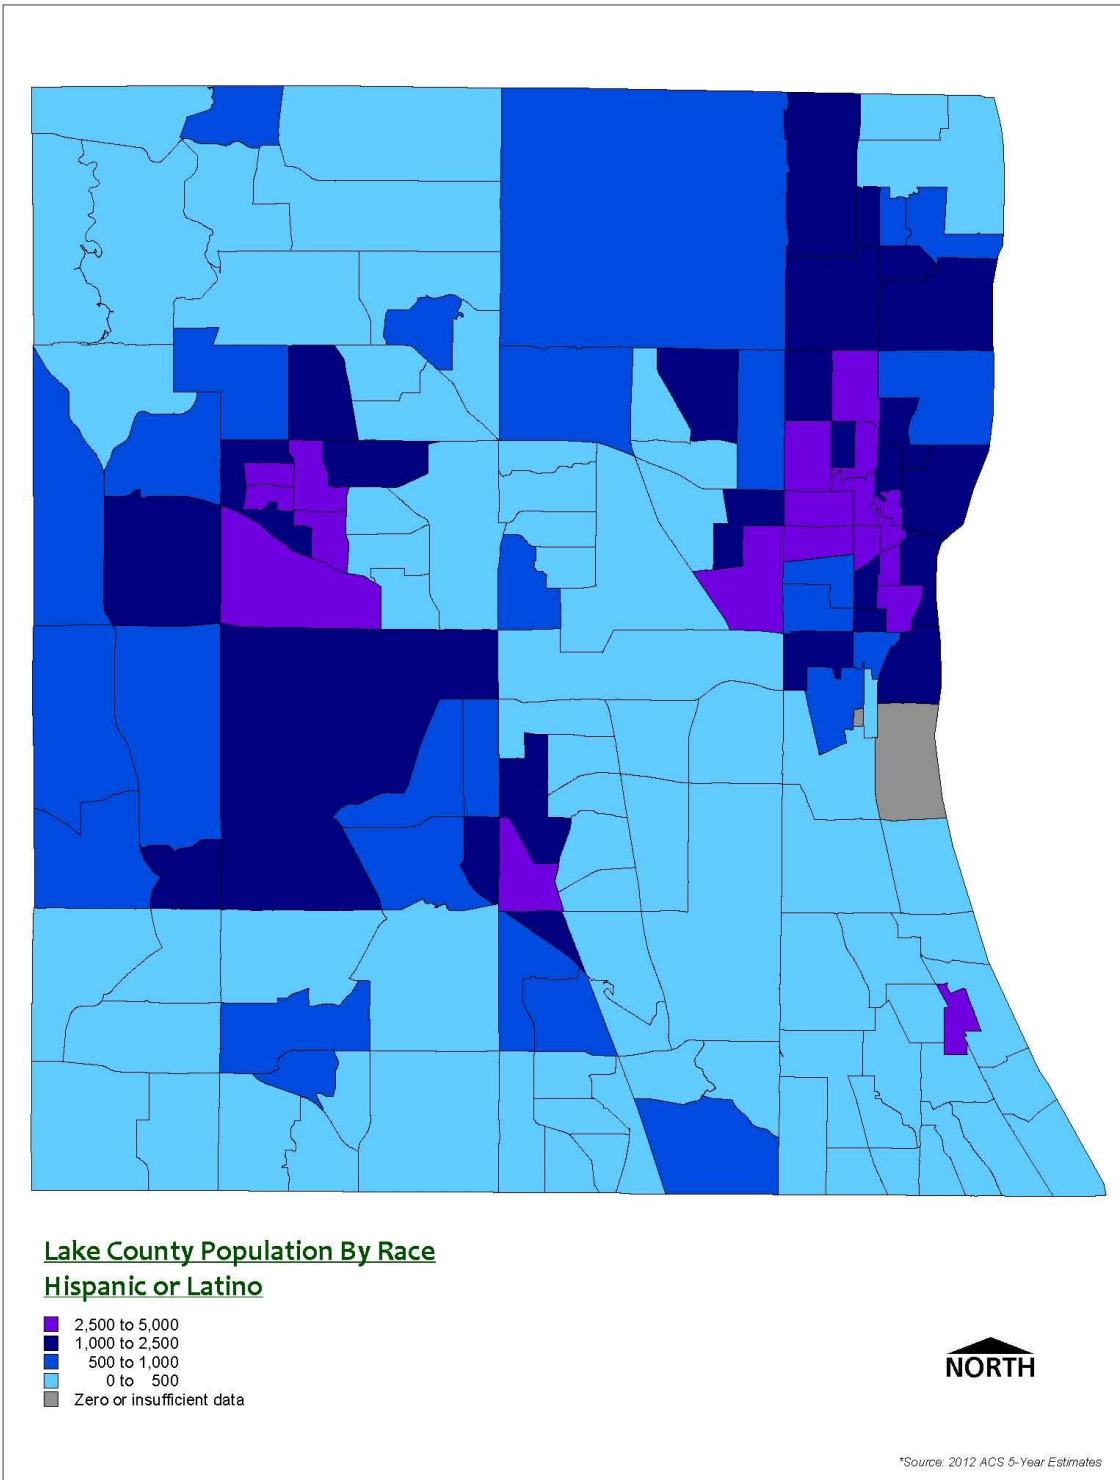 Lake County Population By Race
Hispanic or Latino
2,500 to 5,000
1,000 to 2,500
500 to 1,000
0 to 500
Zero or insufficient data
NORTH
*Source: 2012 ACS 5-Year Estimates